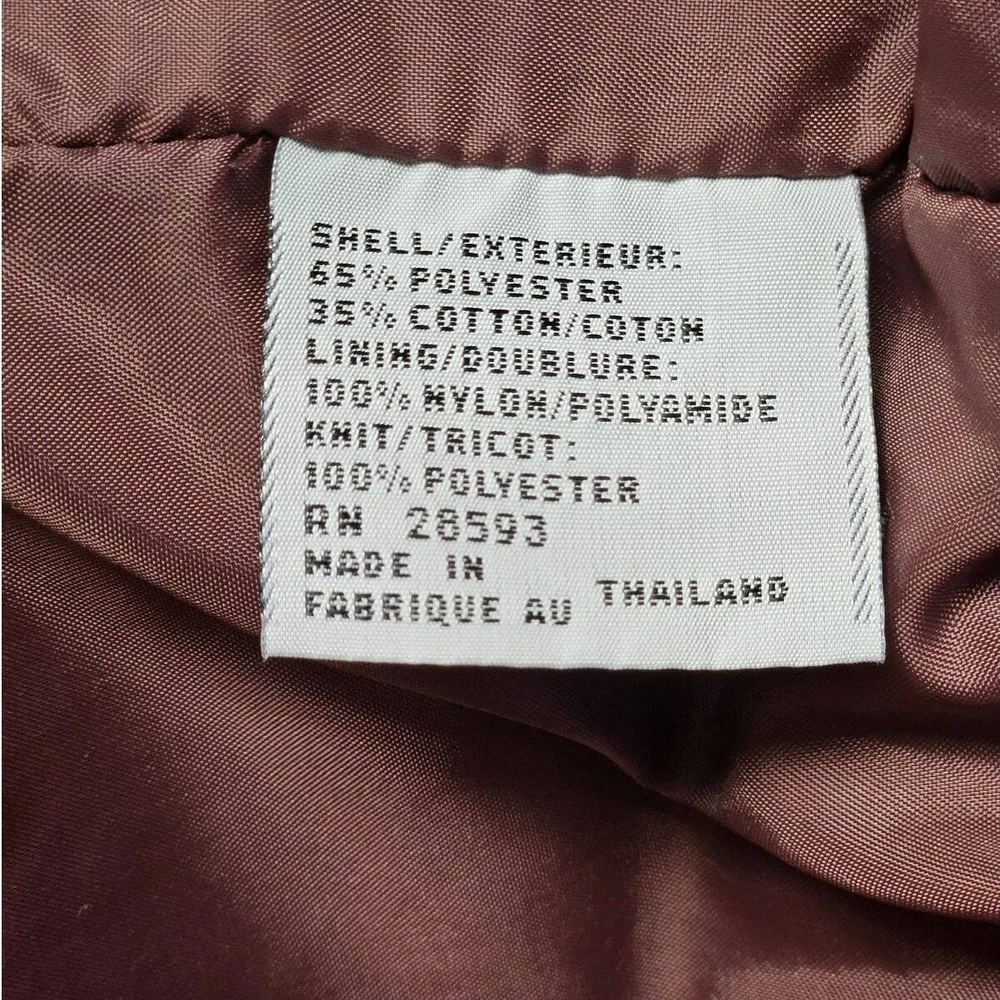 SHELL/EXTERIEUR:
65% POLYESTER
35% COTTON/COTON
LINING/DOUBLURE:
100% NYLON/POLYAMIDE
KNIT/TRICOT:
100% POLYESTER
RN 28593
MADE IN
FABRIQUE AU THAILAND